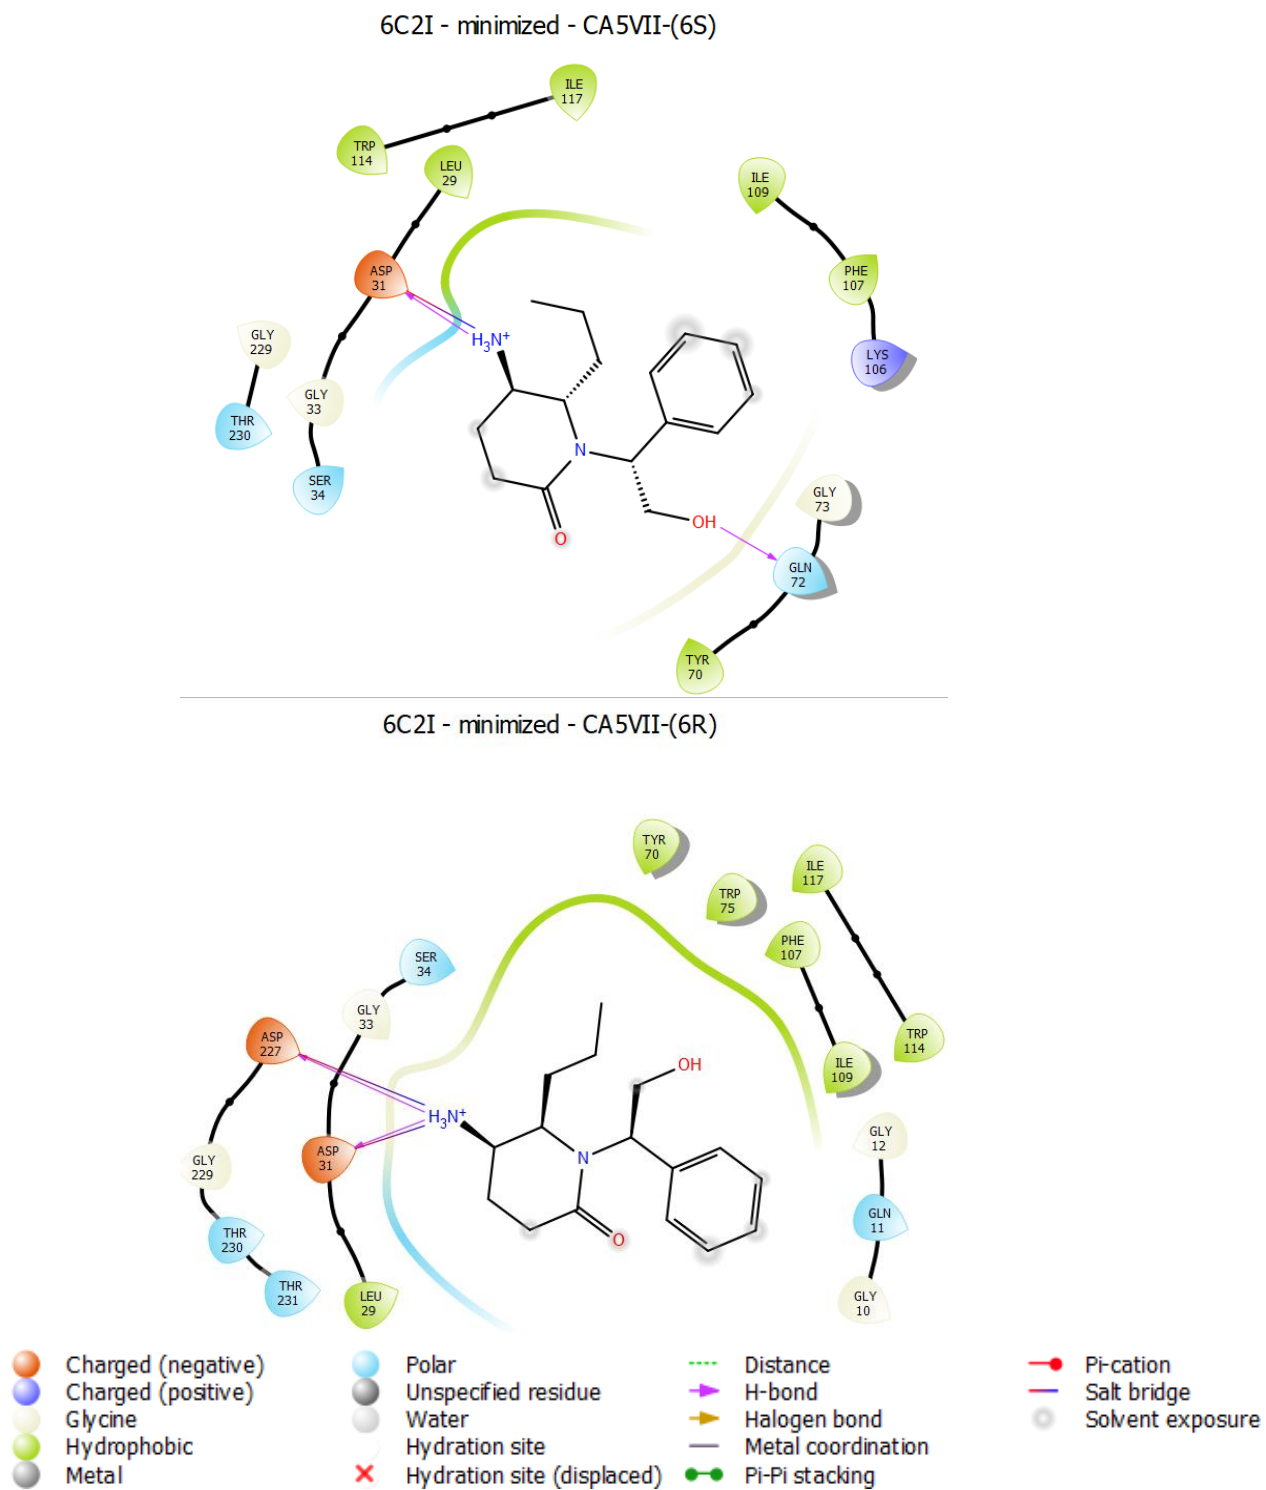 6C2I - minimized - CA5VII-(6S)
ILE
117
TRP
114
LEU
29
ILE
109
ASP
31
PHE
107
GLY
229
H3N+
LYS
106
GLY
33
THR
230
N
SER
34
GLY
73
OH
O
GLN
72
TYR
70
6C2I - minimized - CA5VII-(6R)
TYR
70
ILE
117
TRP
75
PHE
107
SER
34
GLY
33
ASP
227
TRP
114
OH
ILE
109
H3N+
GLY
12
ASP
31
GLY
229
N
GLN
11
THR
230
O
THR
231
LEU
29
GLY
10
Charged (negative) Polar Distance Pi-cation
Charged (positive) Unspecified residue H-bond Salt bridge
Glycine Water Halogen bond Solvent exposure
Hydrophobic Hydration site Metal coordination
Metal Hydration site (displaced) Pi-Pi stacking